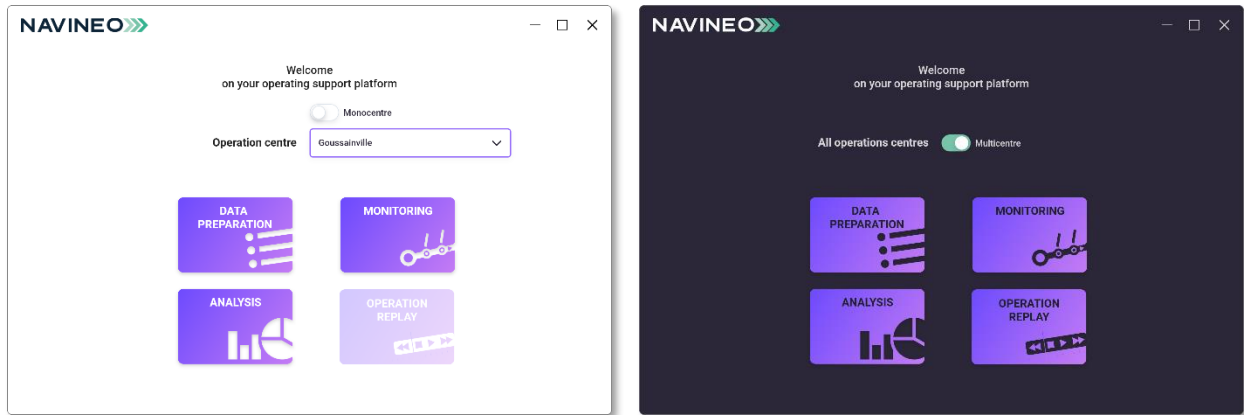 NAVINEO
Welcome
on your operating support platform
Monocentre
Operation centre
Goussainville
DATA
PREPARATION
MONITORING
ANALYSIS
OPERATION
REPLAY
NAVINEO
Welcome
on your operating support platform
All operations centres
Multicentre
DATA
PREPARATION
MONITORING
ANALYSIS
OPERATION
REPLAY